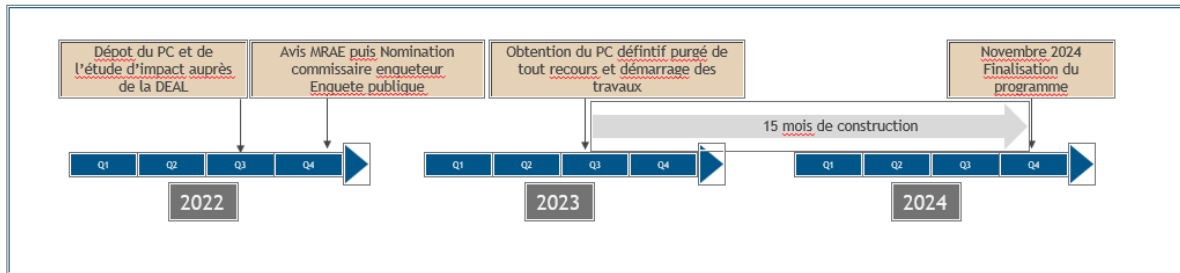 Dépot du PC et de
l'étude d'impact auprès
de la DEAL
Avis MRAE puis Nomination
commissaire enqueteur
Enquete publique
Obtention du PC défintif purgé de
tout recours et démarrage des
travaux
Novembre 2024
Finalisation du
programme
15 mois de construction
Q1 Q2 Q3 Q4
Q1 Q2 Q3 Q4
Q1 Q2 Q3 Q4
2022
2023
2024